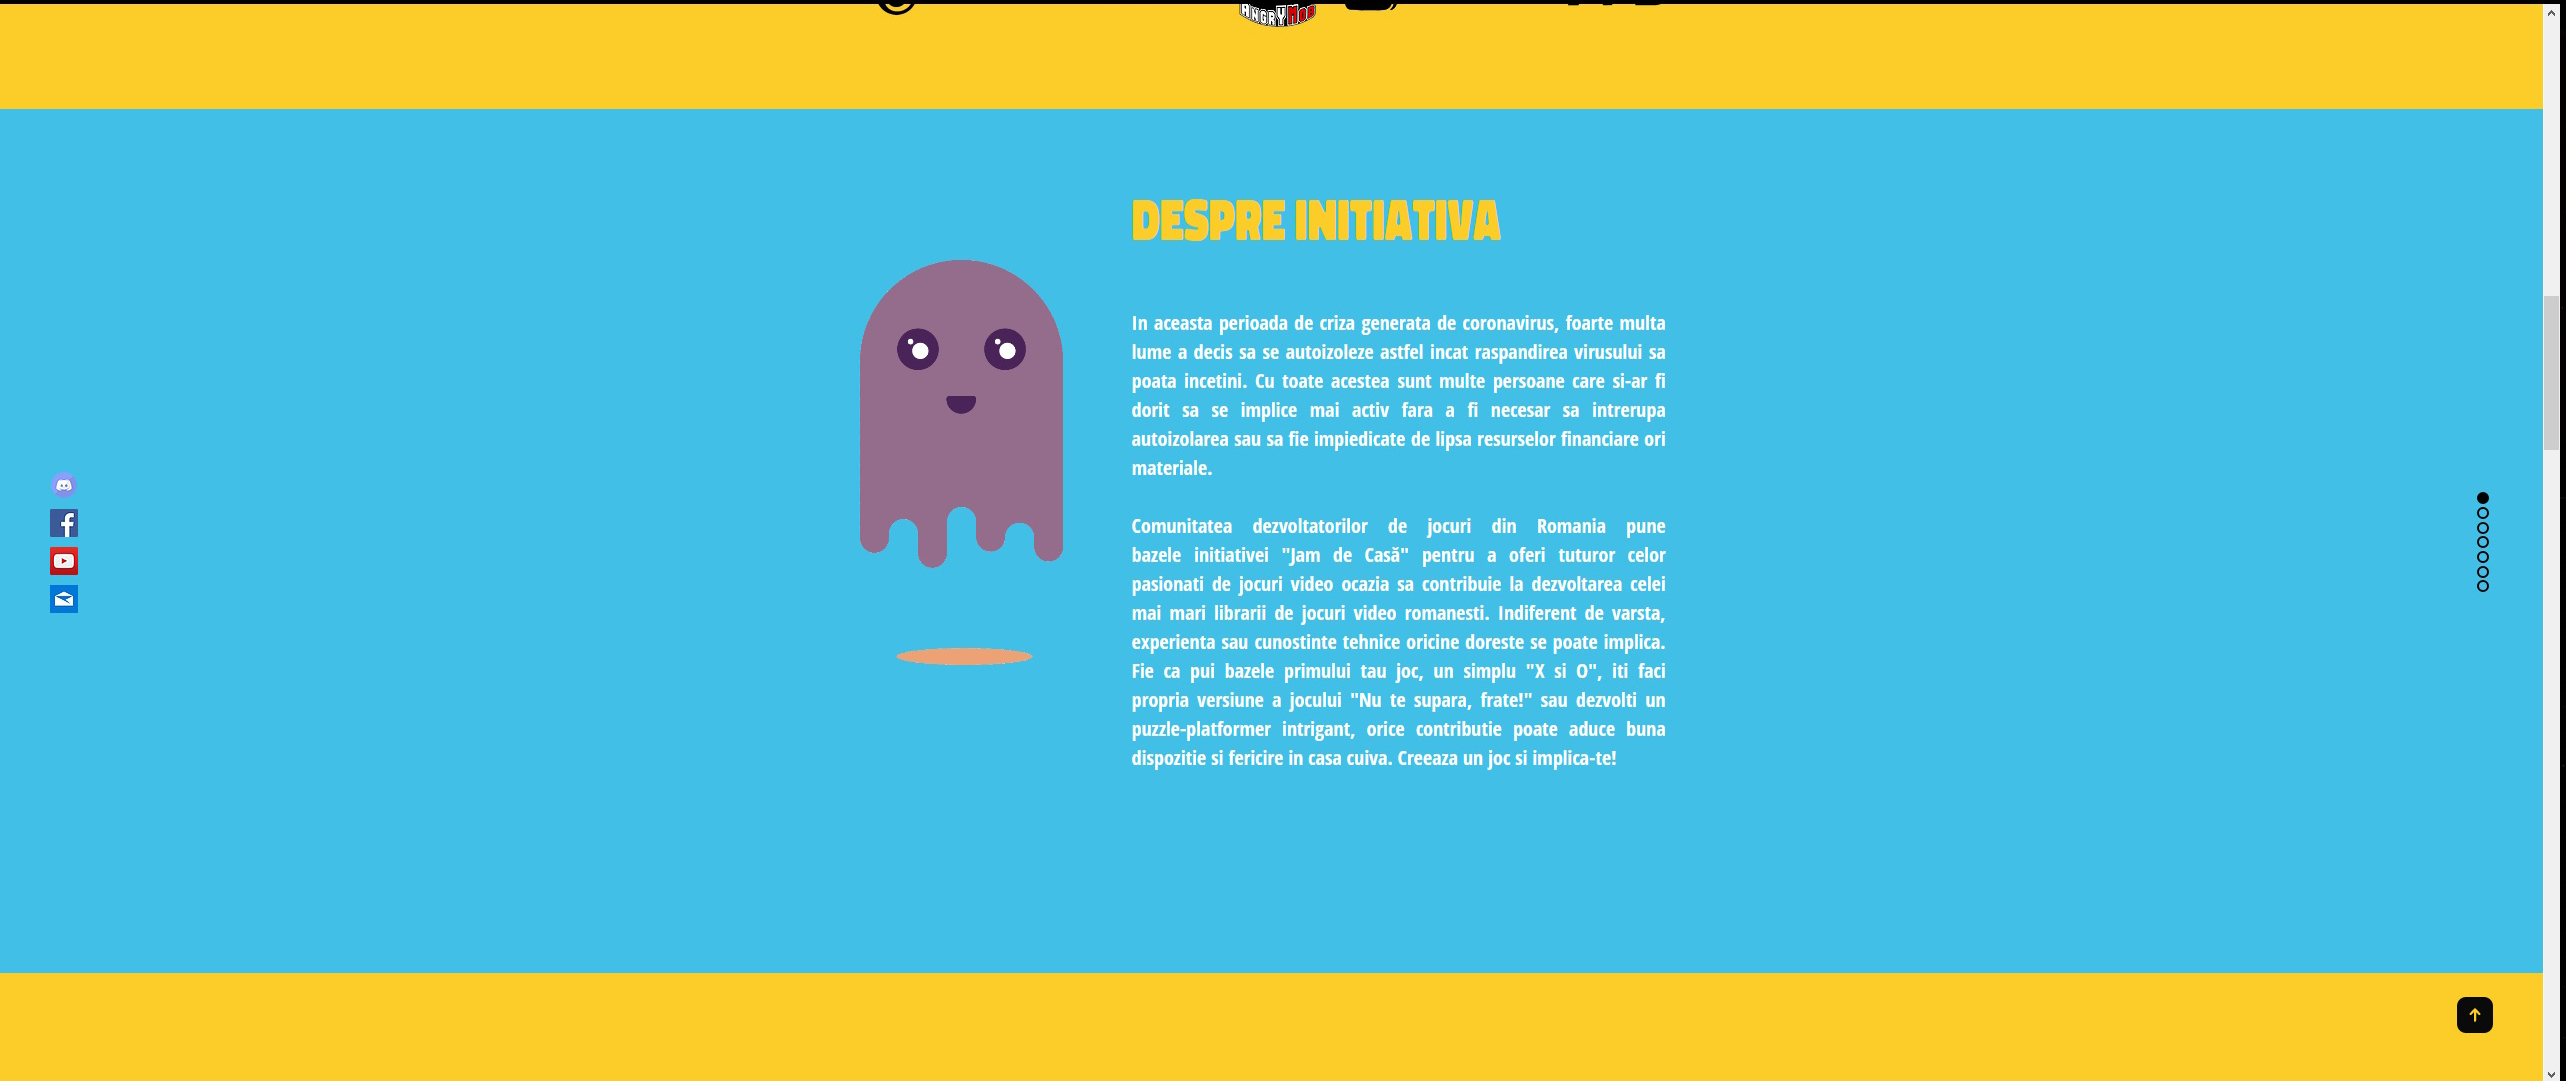 ANGRYMOB
DESPRE INITIATIVA
In aceasta perioada de criza generata de coronavirus, foarte multa
lume a decis sa se autoizoleze astfel incat raspandirea virusului sa
poata incetini. Cu toate acestea sunt multe persoane care si-ar fi
dorit sa se implice mai activ fara a fi necesar sa intrerupa
autoizolarea sau sa fie impiedicate de lipsa resurselor financiare ori
materiale.
Comunitatea dezvoltatorilor de jocuri din Romania pune
bazele initiativei "Jam de Casă" pentru a oferi tuturor celor
pasionati de jocuri video ocazia sa contribuie la dezvoltarea celei
mai mari librarii de jocuri video romanesti. Indiferent de varsta,
experienta sau cunostinte tehnice oricine doreste se poate implica.
Fie ca pui bazele primului tau joc, un simplu "X si O", iti faci
propria versiune a jocului "Nu te supara, frate!" sau dezvolti un
puzzle-platformer intrigant, orice contributie poate aduce buna
dispozitie si fericire in casa cuiva. Creeaza un joc si implica-te!